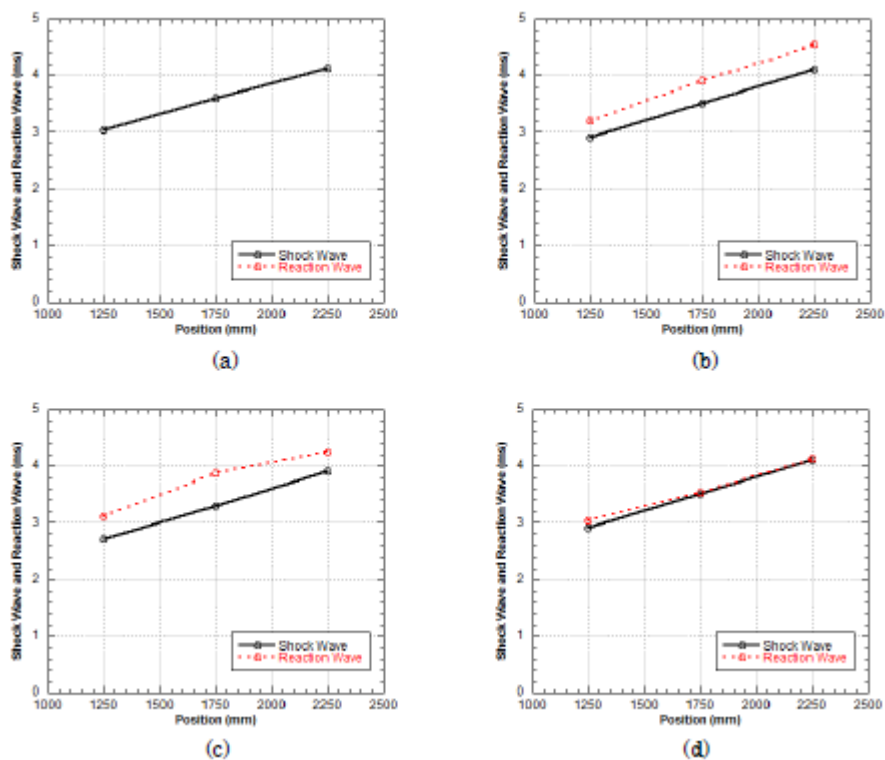 Shock Wave and Reaction Wave (ms)
5
4
3
2
1
0
Shock Wave
Reaction Wave
1000 1250 1500 1750 2000 2250 2500
Position (mm)
(a)
Shock Wave and Reaction Wave (ms)
5
4
3
2
1
0
Shock Wave
Reaction Wave
1000 1250 1500 1750 2000 2250 2500
Position (mm)
(b)
Shock Wave and Reaction Wave (ms)
5
4
3
2
1
0
Shock Wave
Reaction Wave
1000 1250 1500 1750 2000 2250 2500
Position (mm)
(c)
Shock Wave and Reaction Wave (ms)
5
4
3
2
1
0
Shock Wave
Reaction Wave
1000 1250 1500 1750 2000 2250 2500
Position (mm)
(d)